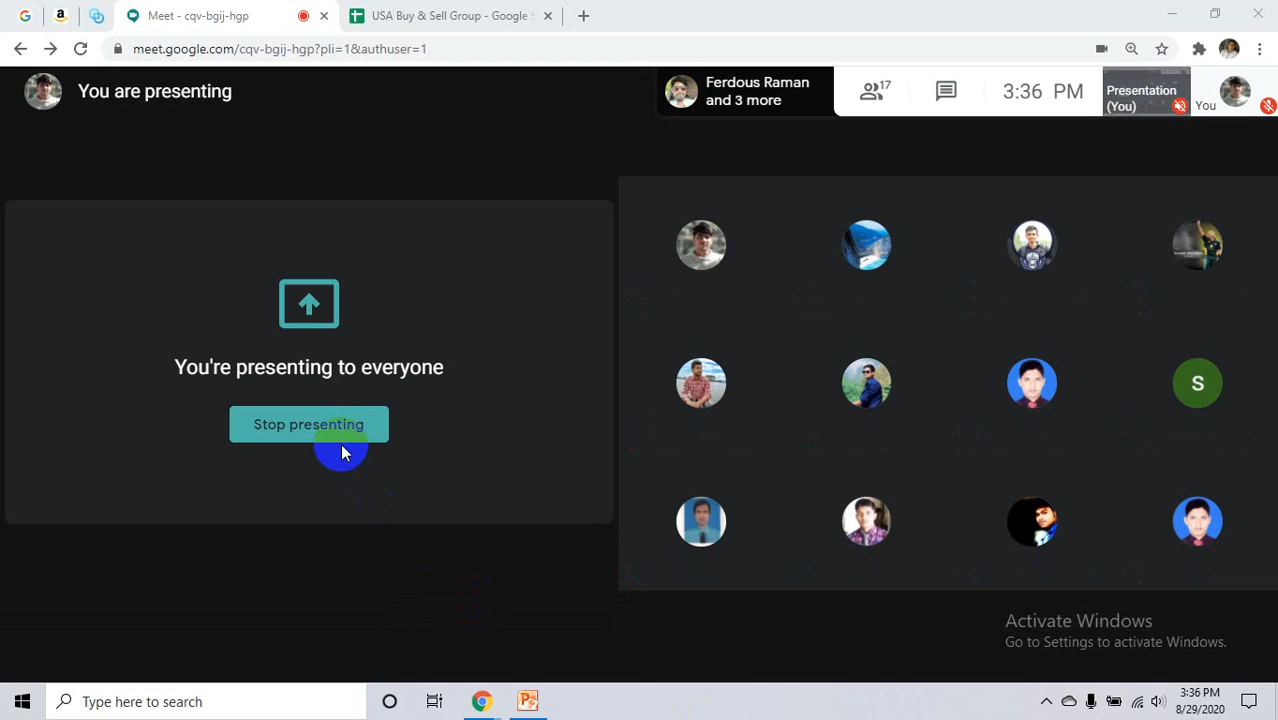 Meet - cqv-bgij-hgp
USA Buy & Sell Group - Google S
meet.google.com/cqv-bgij-hgp?pli=1&authuser=1
You are presenting
Ferdous Raman
and 3 more
17
3:36 PM
Presentation
(You)
You
You're presenting to everyone
Stop presenting
S
Activate Windows
Go to Settings to activate Windows.
Type here to search
3:36 PM
8/29/2020